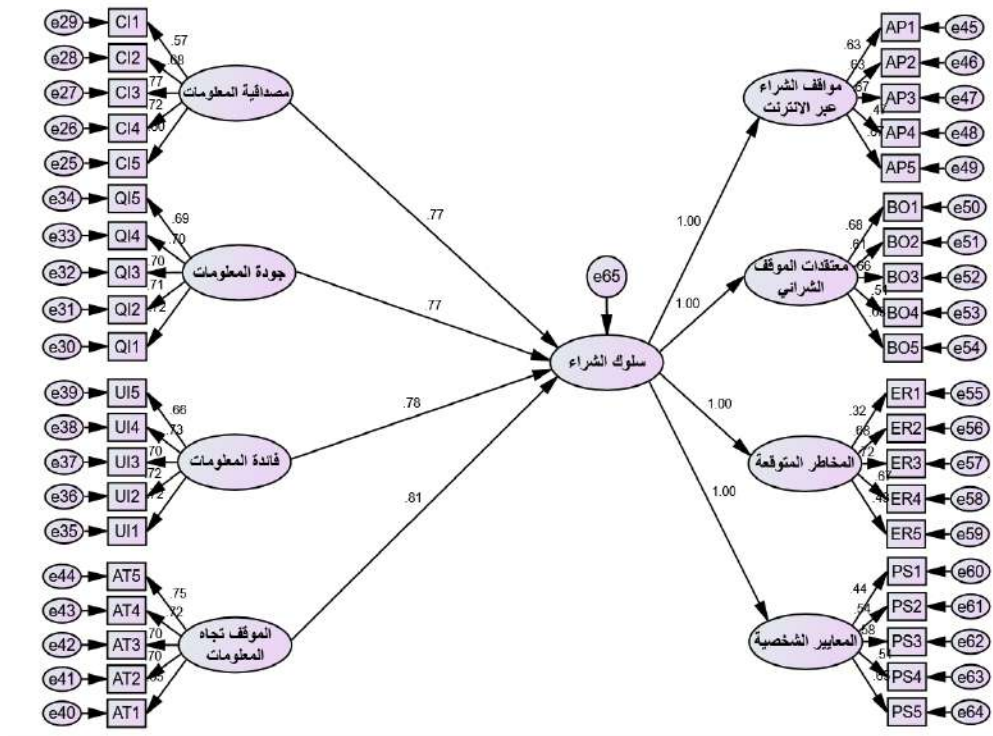 e29 CI1 .57
e28 CI2 .68
e27 CI3 .77
e26 CI4 .72
e25 CI5
مصداقية المعلومات
.77
e34 QI5 .69
e33 QI4 .70
e32 QI3 .70
e31 QI2 .71
e30 QI1 .72
جودة المعلومات
.77
e39 UI5 .66
e38 UI4 .73
e37 UI3 .70
e36 UI2 .72
e35 UI1 .72
فائدة المعلومات
.78
e44 AT5 .75
e43 AT4 .72
e42 AT3 .70
e41 AT2 .70
e40 AT1
الموقف تجاه
المعلومات
.81
e65
سلوك الشراء
1.00
1.00
1.00
1.00
مواقف الشراء
عبر الانترنت
.63 AP1 e45
.63 AP2 e46
AP3 e47
AP4 e48
AP5 e49
معتقدات الموقف
الشرائي
.68 BO1 e50
.61 BO2 e51
.66 BO3 e52
BO4 e53
BO5 e54
المخاطر المتوقعة
.32 ER1 e55
.68 ER2 e56
.72 ER3 e57
.67 ER4 e58
ER5 e59
المعايير الشخصية
.44 PS1 e60
.54 PS2 e61
.58 PS3 e62
PS4 e63
PS5 e64